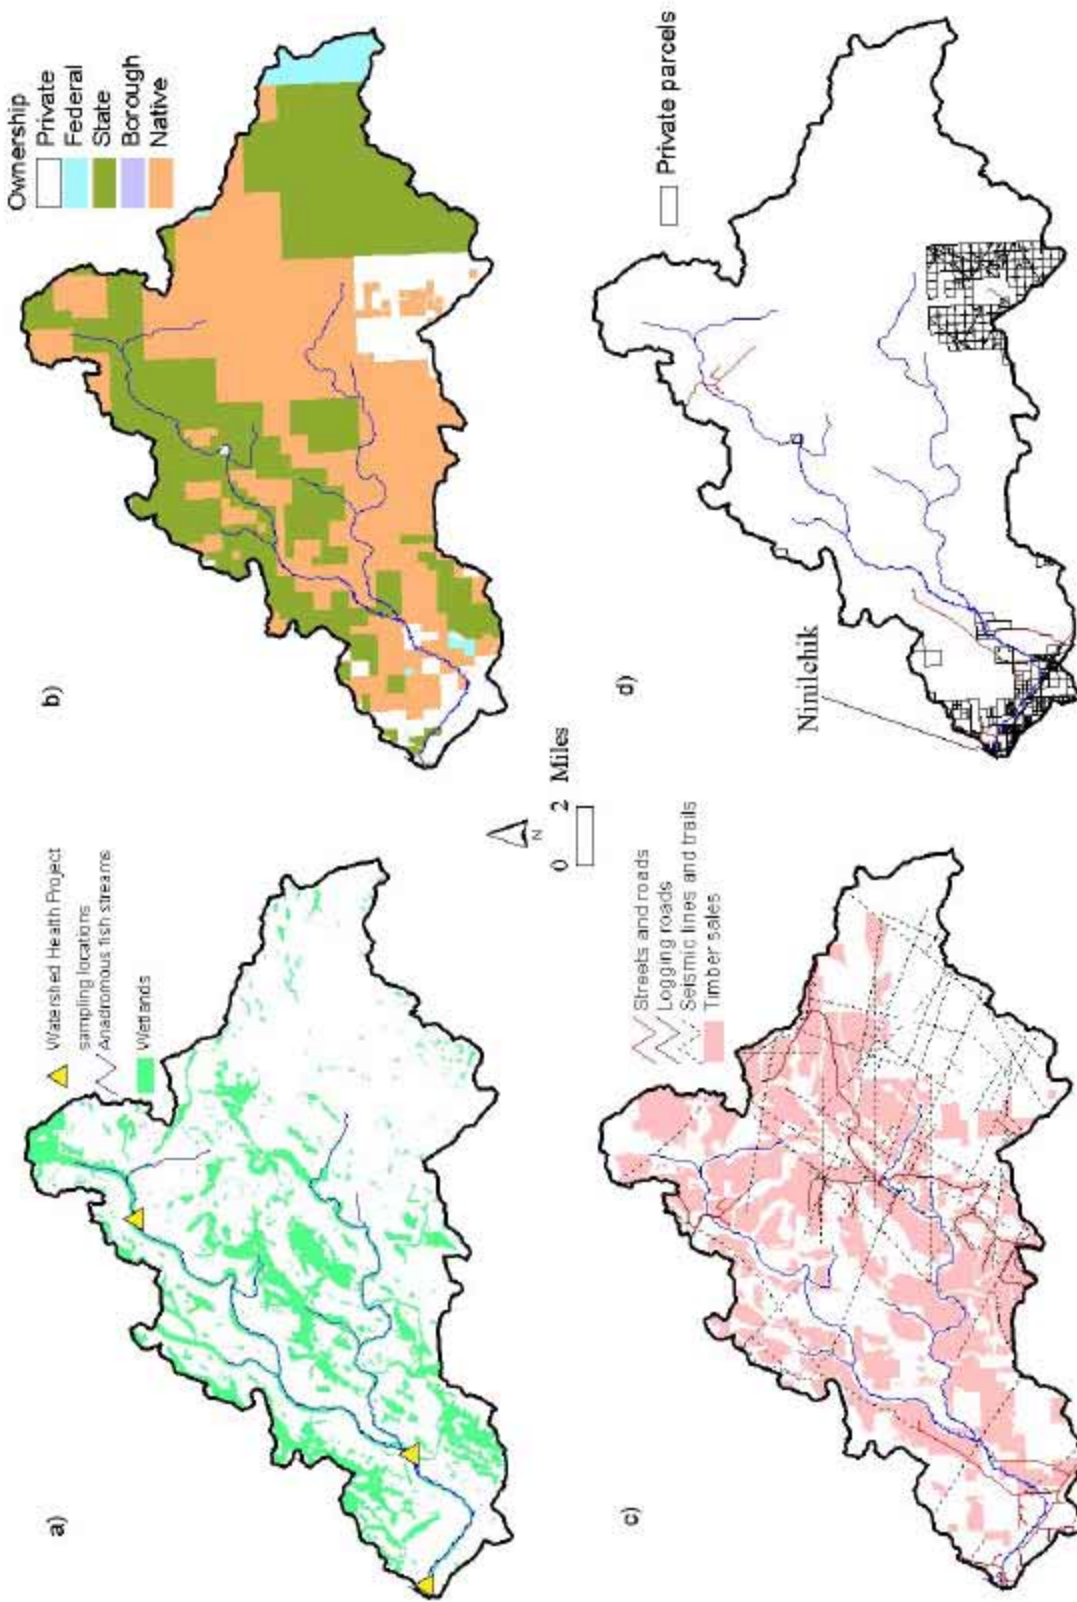 a)
Watershed Health Project
sampling locations
Anadromous fish streams
Wetlands
b)
Ownership
Private
Federal
State
Borough
Native
N
0 2 Miles
c)
Streets and roads
Logging roads
Seismic lines and trails
Timber sales
d)
Private parcels
Ninilchik